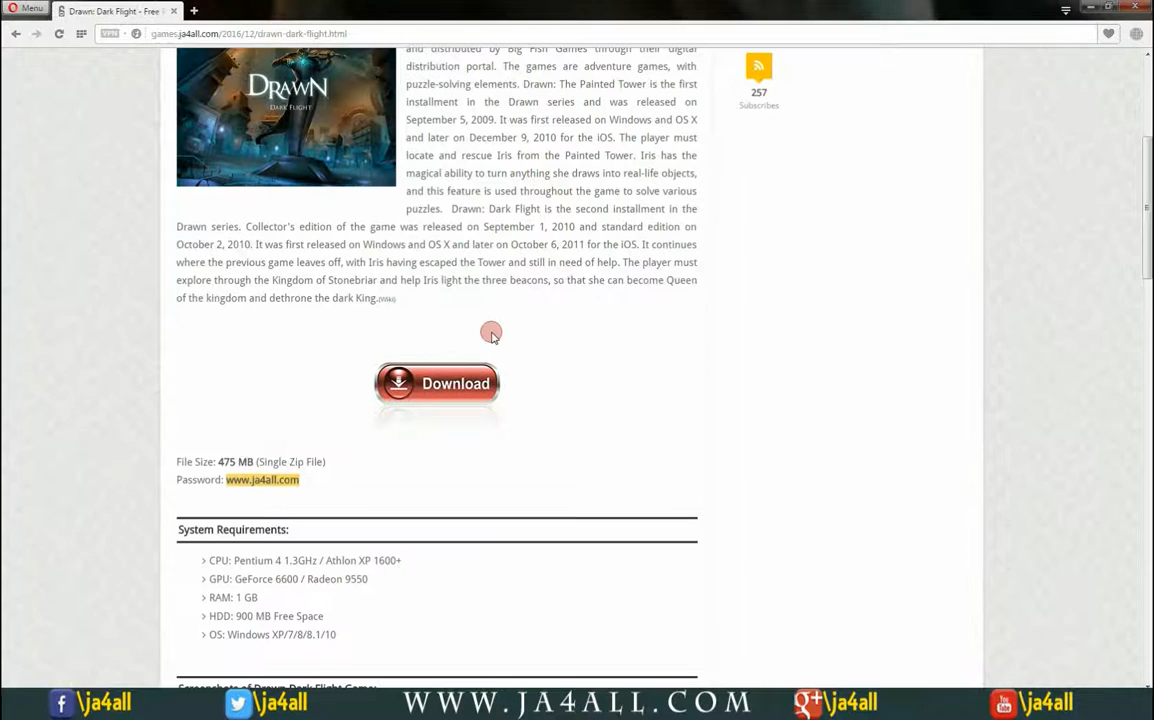 Menu
Drawn: Dark Flight - Free
VPN
games.ja4all.com/2016/12/drawn-dark-flight.html
DRAWN
DARK FLIGHT
and distributed by Big Fish Games through their digital
distribution portal. The games are adventure games, with
puzzle-solving elements. Drawn: The Painted Tower is the first
installment in the Drawn series and was released on
September 5, 2009. It was first released on Windows and OS X
and later on December 9, 2010 for the iOS. The player must
locate and rescue Iris from the Painted Tower. Iris has the
magical ability to turn anything she draws into real-life objects,
and this feature is used throughout the game to solve various
puzzles. Drawn: Dark Flight is the second installment in the
Drawn series. Collector's edition of the game was released on September 1, 2010 and standard edition on
October 2, 2010. It was first released on Windows and OS X and later on October 6, 2011 for the iOS. It continues
where the previous game leaves off, with Iris having escaped the Tower and still in need of help. The player must
explore through the Kingdom of Stonebriar and help Iris light the three beacons, so that she can become Queen
of the kingdom and dethrone the dark King.(Wiki)
257
Subscribes
Download
File Size: 475 MB (Single Zip File)
Password: www.ja4all.com
System Requirements:
CPU: Pentium 4 1.3GHz / Athlon XP 1600+
GPU: GeForce 6600 / Radeon 9550
RAM: 1 GB
HDD: 900 MB Free Space
OS: Windows XP/7/8/8.1/10
Screenshots of Drawn Dark Flight Game:
f \ja4all
\ja4all
WWW.JA4ALL.COM
g+ \ja4all
You Tube \ja4all